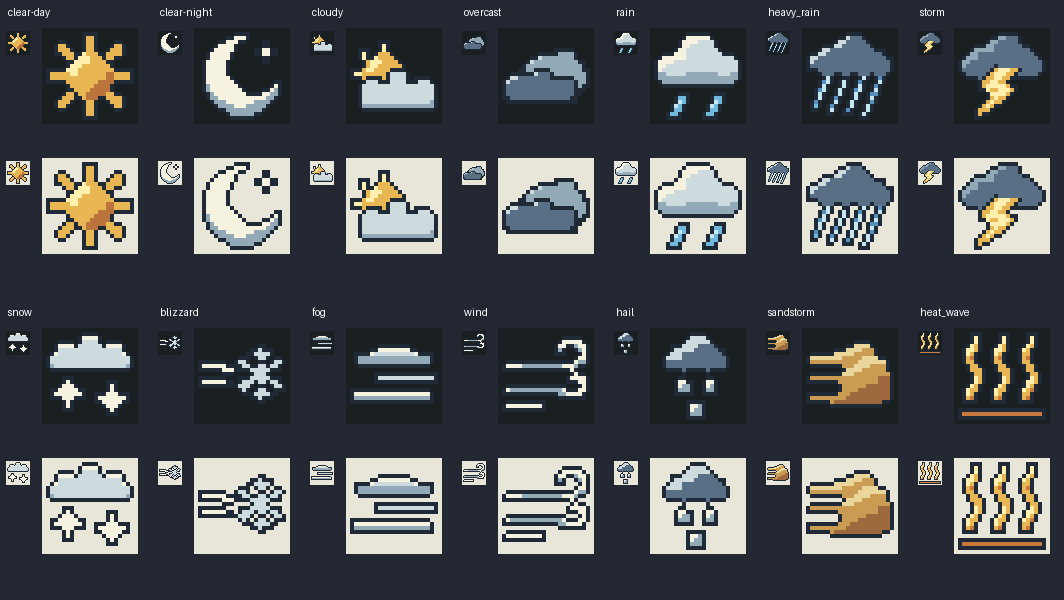 clear-day
clear-night
cloudy
overcast
rain
heavy_rain
storm
snow
blizzard
fog
wind
hail
sandstorm
heat_wave